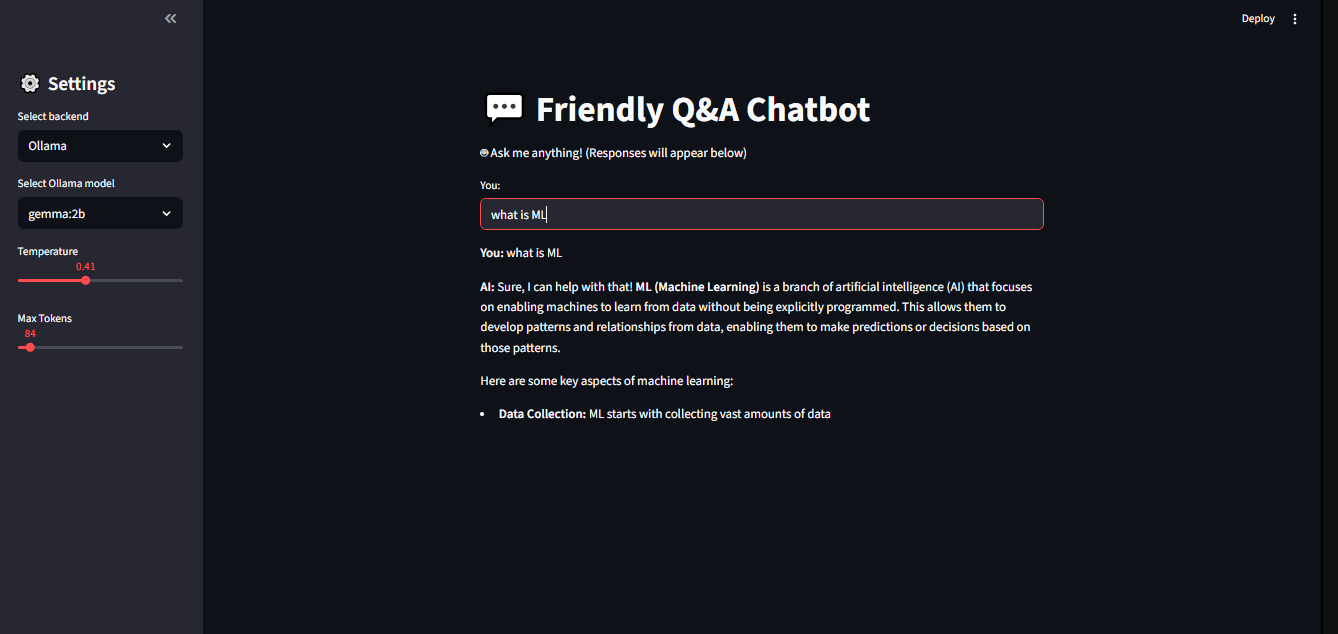 Deploy
Settings
Select backend
Ollama
Select Ollama model
gemma:2b
Temperature
0.41
Max Tokens
84
Friendly Q&A Chatbot
Ask me anything! (Responses will appear below)
You:
what is ML
You: what is ML
AI: Sure, I can help with that! ML (Machine Learning) is a branch of artificial intelligence (AI) that focuses
on enabling machines to learn from data without being explicitly programmed. This allows them to
develop patterns and relationships from data, enabling them to make predictions or decisions based on
those patterns.
Here are some key aspects of machine learning:
• Data Collection: ML starts with collecting vast amounts of data